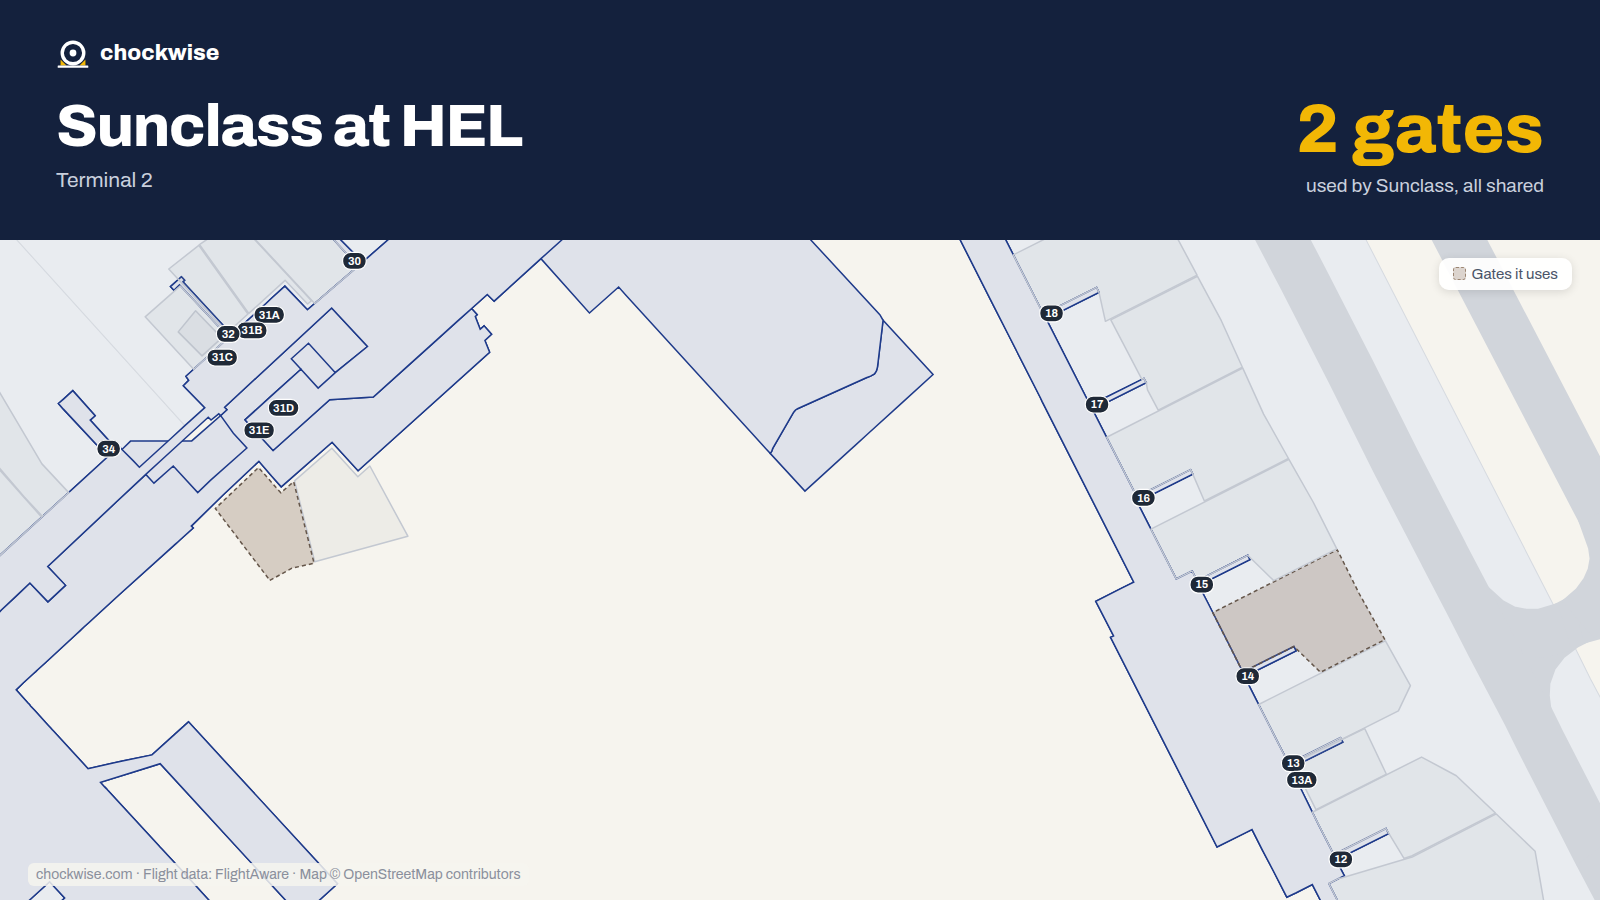 chockwise
Sunclass at HEL
Terminal 2
2 gates
used by Sunclass, all shared
Gates it uses
30
31A
31B
32
31C
31D
31E
34
18
17
16
15
14
13
13A
12
chockwise.com · Flight data: FlightAware · Map © OpenStreetMap contributors